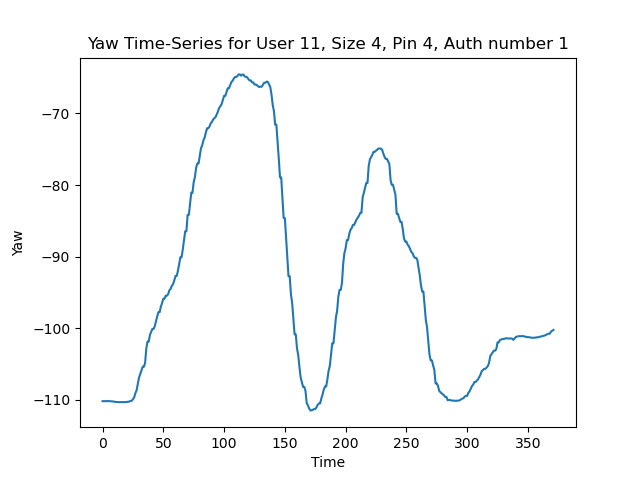 Yaw Time-Series for User 11, Size 4, Pin 4, Auth number 1
Yaw
−70
−80
−90
−100
−110
0 50 100 150 200 250 300 350
Time